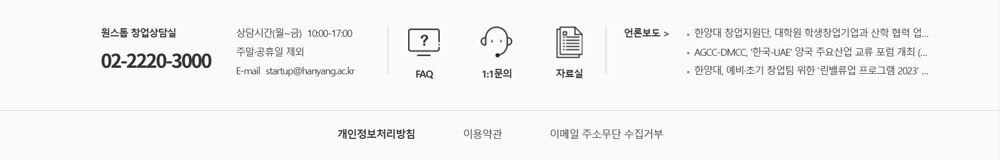 원스톱 창업상담실
02-2220-3000
상담시간(월~금) 10:00-17:00
주말·공휴일 제외
E-mail startup@hanyang.ac.kr
?
FAQ
1:1문의
자료실
언론보도 >
한양대 창업지원단, 대학원 학생창업기업과 산학 협력 업...
AGCC-DMCC, '한국-UAE' 양국 주요산업 교류 포럼 개최 (...
한양대, 예비·초기 창업팀 위한 ‘린밸류업 프로그램 2023’ ...
개인정보처리방침 이용약관 이메일 주소무단 수집거부